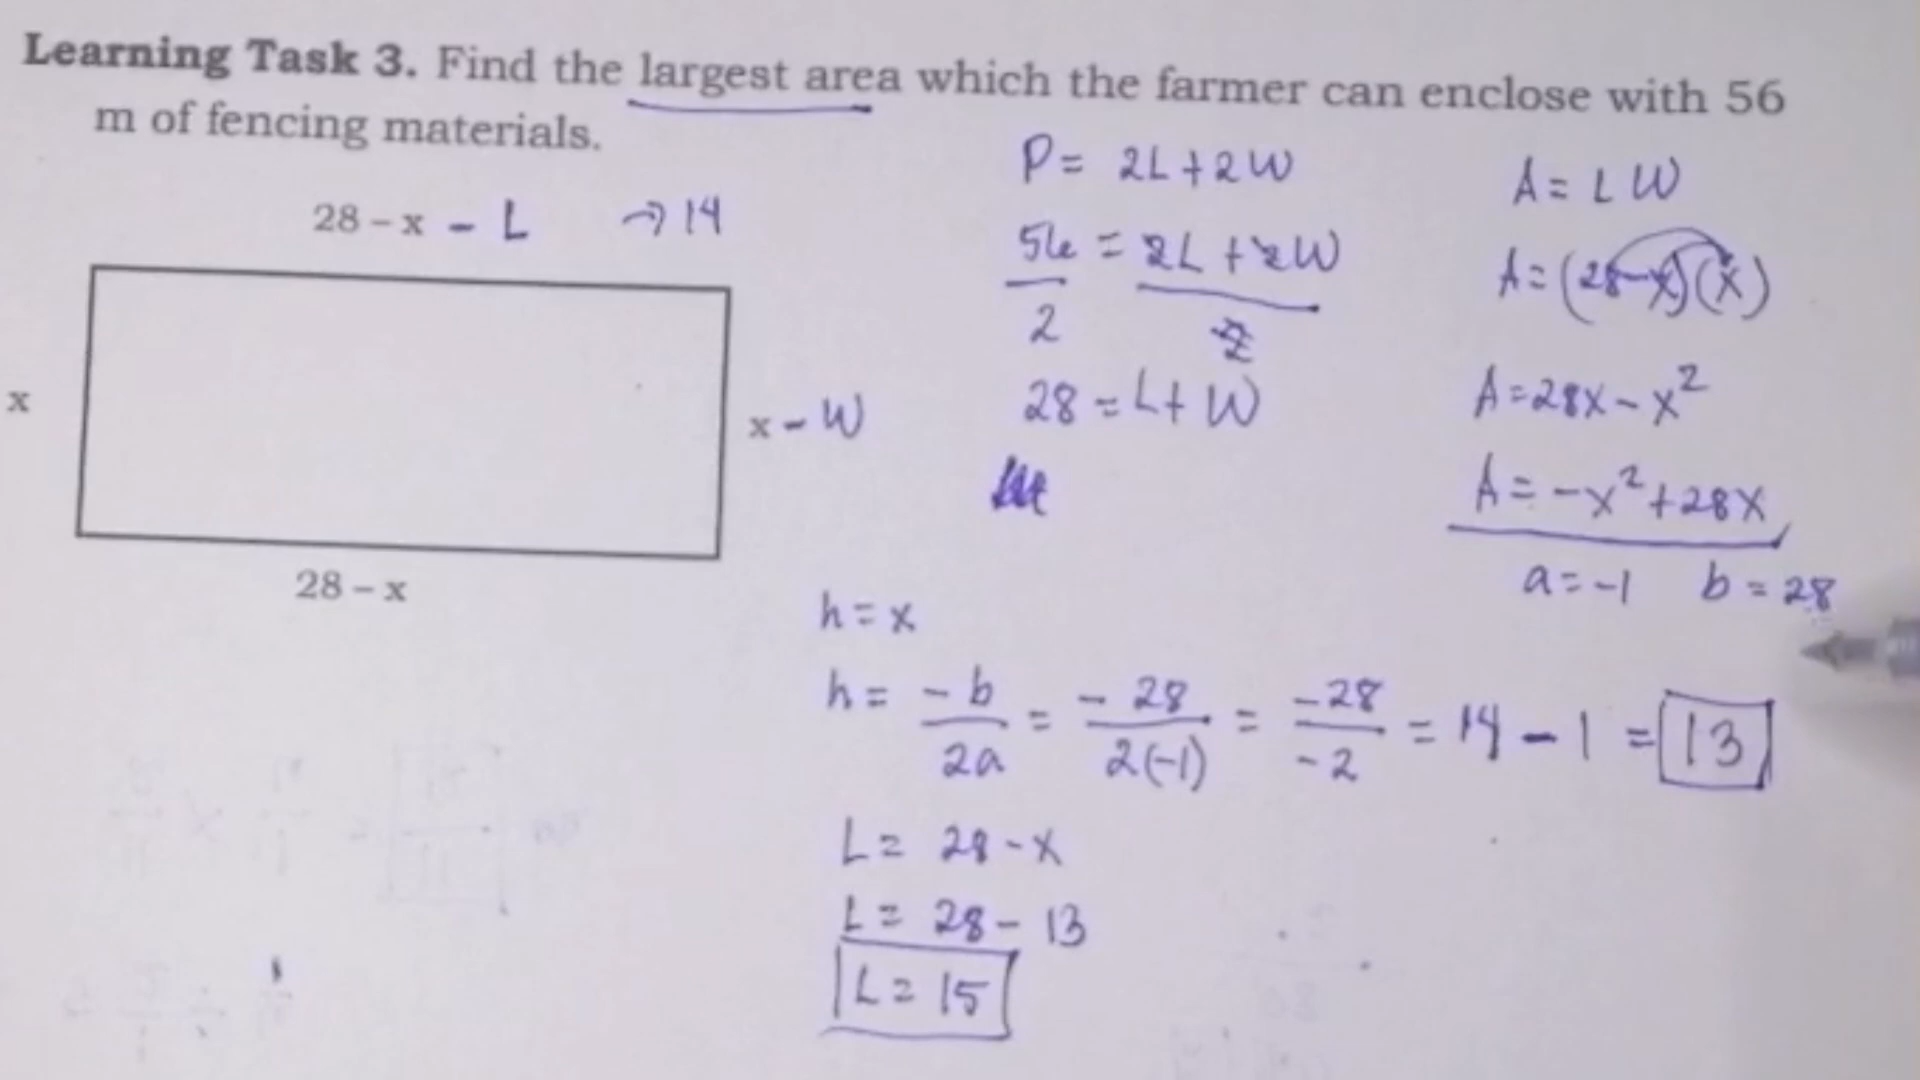 Learning Task 3. Find the largest area which the farmer can enclose with 56
m of fencing materials.
28 – x - L → 14
x
x - W
28 – x
P = 2L + 2W
56 = 2L + 2W
2 2
28 = L + W
A = L W
A = (28-x)(x)
A = 28x - x²
A = -x² + 28x
a = -1 b = 28
h = x
h = -b/2a = -28/2(-1) = -28/-2 = 14 - 1 = 13
L = 28 - x
L = 28 - 13
L = 15